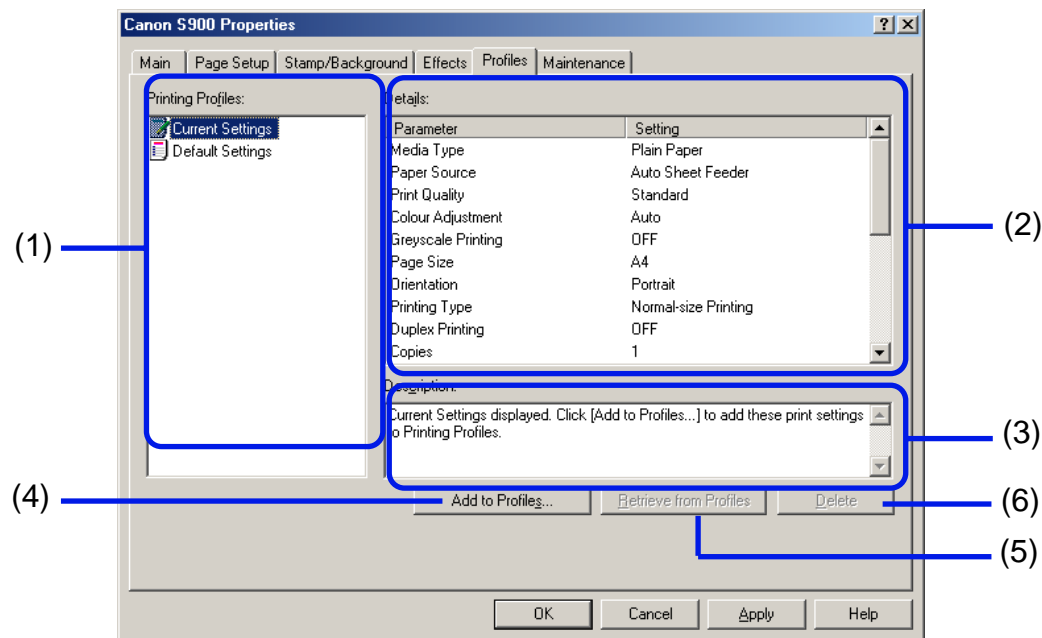 Canon S900 Properties
Main Page Setup Stamp/Background Effects Profiles Maintenance
Printing Profiles:
Current Settings
Default Settings
Details:
Parameter Setting
Media Type Plain Paper
Paper Source Auto Sheet Feeder
Print Quality Standard
Colour Adjustment Auto
Greyscale Printing OFF
Page Size A4
Orientation Portrait
Printing Type Normal-size Printing
Duplex Printing OFF
Copies 1
Description:
Current Settings displayed. Click [Add to Profiles...] to add these print settings
to Printing Profiles.
Add to Profiles... Retrieve from Profiles Delete
OK Cancel Apply Help
(1)
(2)
(3)
(4)
(6)
(5)